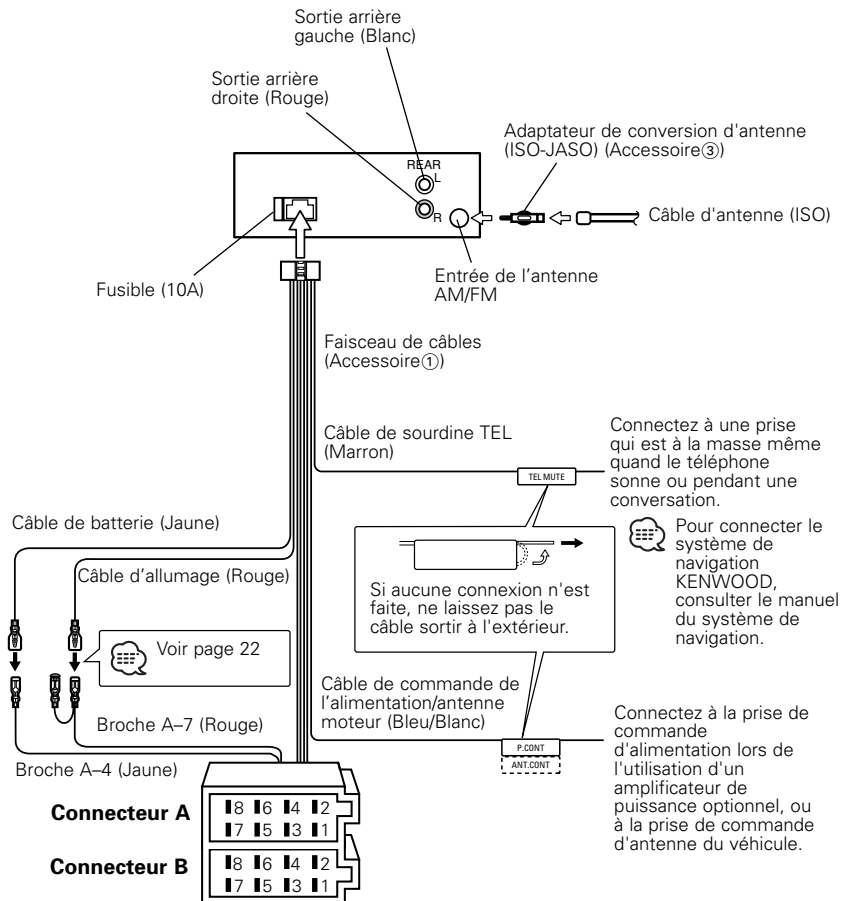 Sortie arrière
gauche (Blanc)
Sortie arrière
droite (Rouge)
Adaptateur de conversion d'antenne
(ISO-JASO) (Accessoire③)
REAR
L
R
Câble d'antenne (ISO)
Fusible (10A)
Entrée de l'antenne
AM/FM
Faisceau de câbles
(Accessoire①)
Câble de sourdine TEL
(Marron)
TEL MUTE
Connectez à une prise
qui est à la masse même
quand le téléphone
sonne ou pendant une
conversation.
Pour connecter le
système de
navigation
KENWOOD,
consulter le manuel
du système de
navigation.
Câble de batterie (Jaune)
Câble d'allumage (Rouge)
Si aucune connexion n'est
faite, ne laissez pas le
câble sortir à l'extérieur.
Voir page 22
Câble de commande de
l'alimentation/antenne
moteur (Bleu/Blanc)
P.CONT
ANT.CONT
Connectez à la prise de
commande
d'alimentation lors de
l'utilisation d'un
amplificateur de
puissance optionnel, ou
à la prise de commande
d'antenne du véhicule.
Broche A–7 (Rouge)
Broche A–4 (Jaune)
Connecteur A
8 6 4 2
7 5 3 1
Connecteur B
8 6 4 2
7 5 3 1